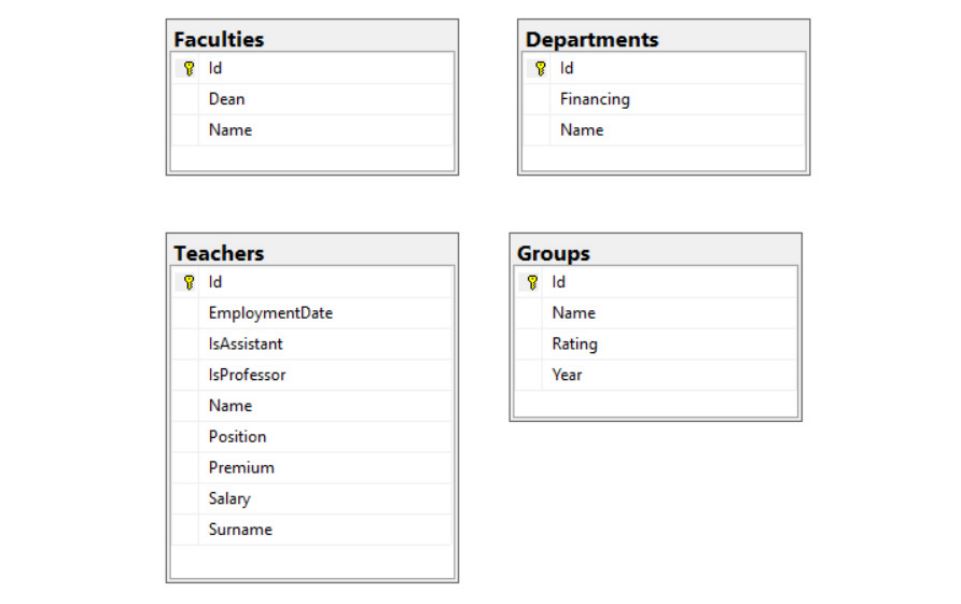 Faculties
Id
Dean
Name
Departments
Id
Financing
Name
Teachers
Id
EmploymentDate
IsAssistant
IsProfessor
Name
Position
Premium
Salary
Surname
Groups
Id
Name
Rating
Year